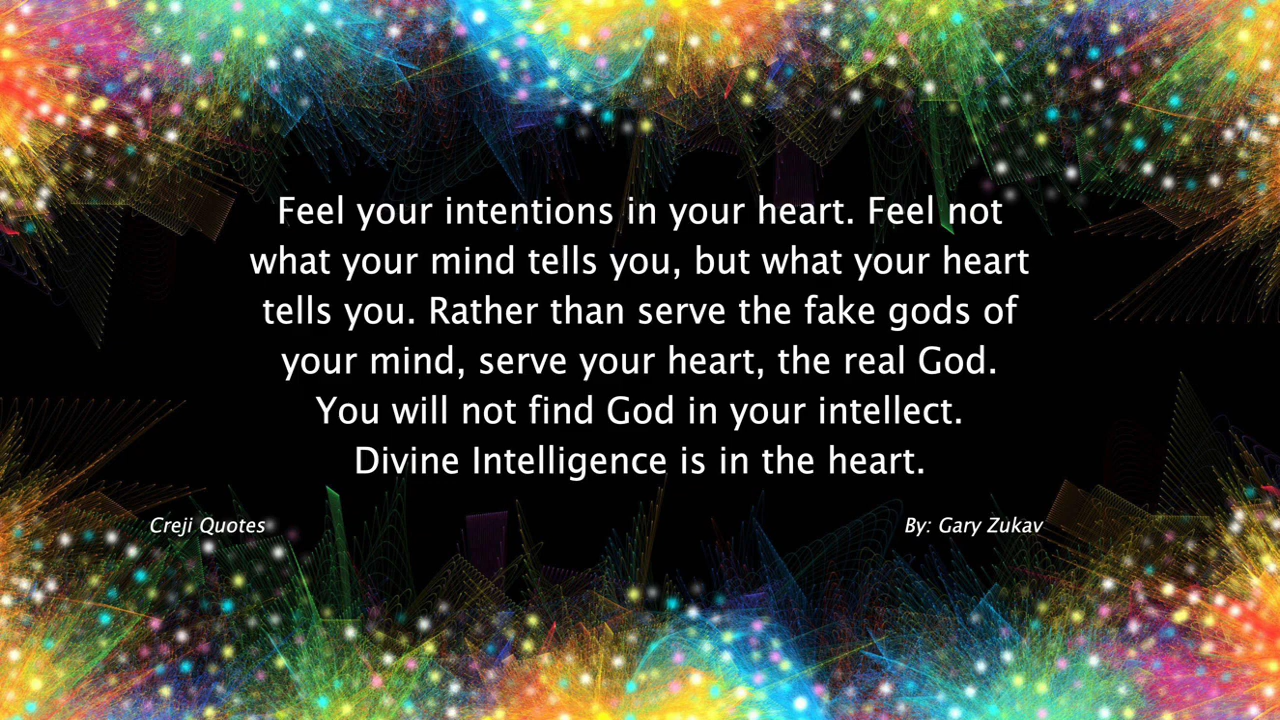 Feel your intentions in your heart. Feel not
what your mind tells you, but what your heart
tells you. Rather than serve the fake gods of
your mind, serve your heart, the real God.
You will not find God in your intellect.
Divine Intelligence is in the heart.
Creji Quotes
By: Gary Zukav